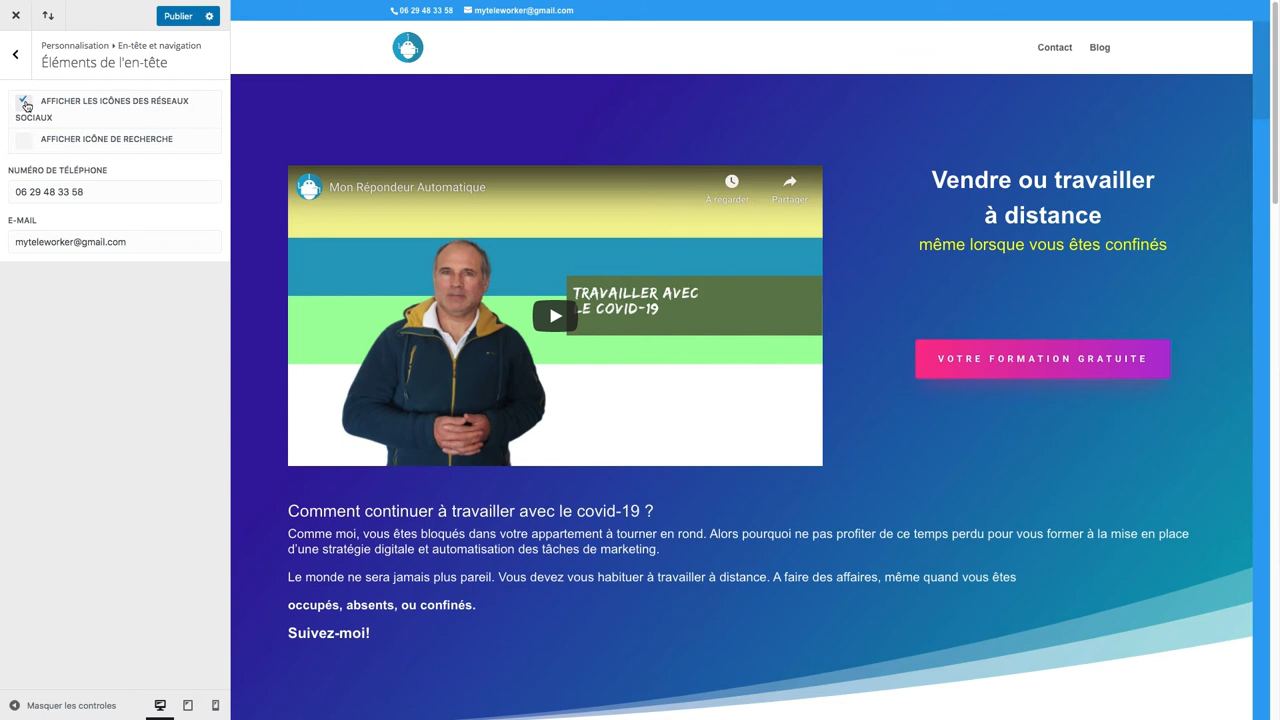 Publier
Personnalisation ▸ En-tête et navigation
Éléments de l'en-tête
AFFICHER LES ICÔNES DES RÉSEAUX
SOCIAUX
AFFICHER ICÔNE DE RECHERCHE
NUMÉRO DE TÉLÉPHONE
06 29 48 33 58
E-MAIL
myteleworker@gmail.com
Masquer les controles
06 29 48 33 58 myteleworker@gmail.com
Contact Blog
Mon Répondeur Automatique
À regarder Partager
TRAVAILLER AVEC
LE COVID-19
Vendre ou travailler
à distance
même lorsque vous êtes confinés
VOTRE FORMATION GRATUITE
Comment continuer à travailler avec le covid-19 ?
Comme moi, vous êtes bloqués dans votre appartement à tourner en rond. Alors pourquoi ne pas profiter de ce temps perdu pour vous former à la mise en place
d'une stratégie digitale et automatisation des tâches de marketing.
Le monde ne sera jamais plus pareil. Vous devez vous habituer à travailler à distance. A faire des affaires, même quand vous êtes
occupés, absents, ou confinés.
Suivez-moi!